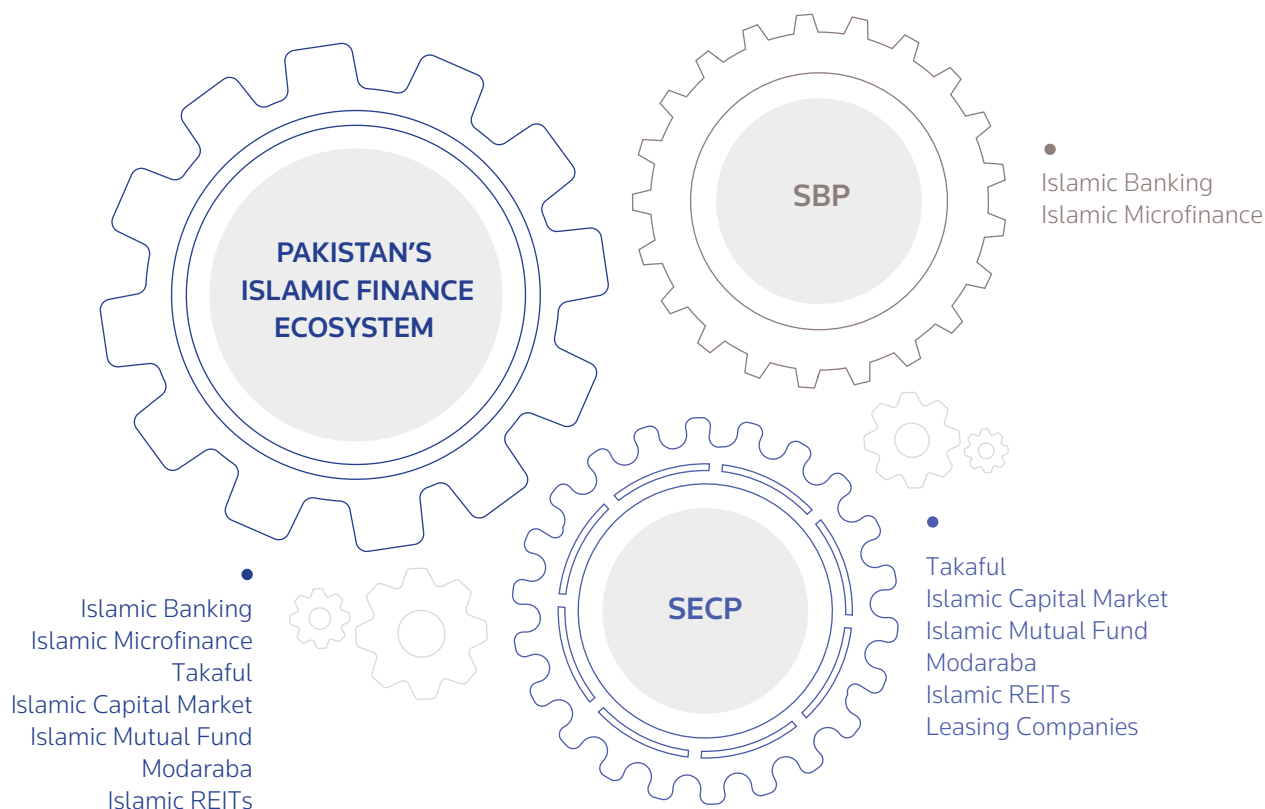 PAKISTAN'S
ISLAMIC FINANCE
ECOSYSTEM
SBP
Islamic Banking
Islamic Microfinance
SECP
Takaful
Islamic Capital Market
Islamic Mutual Fund
Modaraba
Islamic REITs
Leasing Companies
Islamic Banking
Islamic Microfinance
Takaful
Islamic Capital Market
Islamic Mutual Fund
Modaraba
Islamic REITs